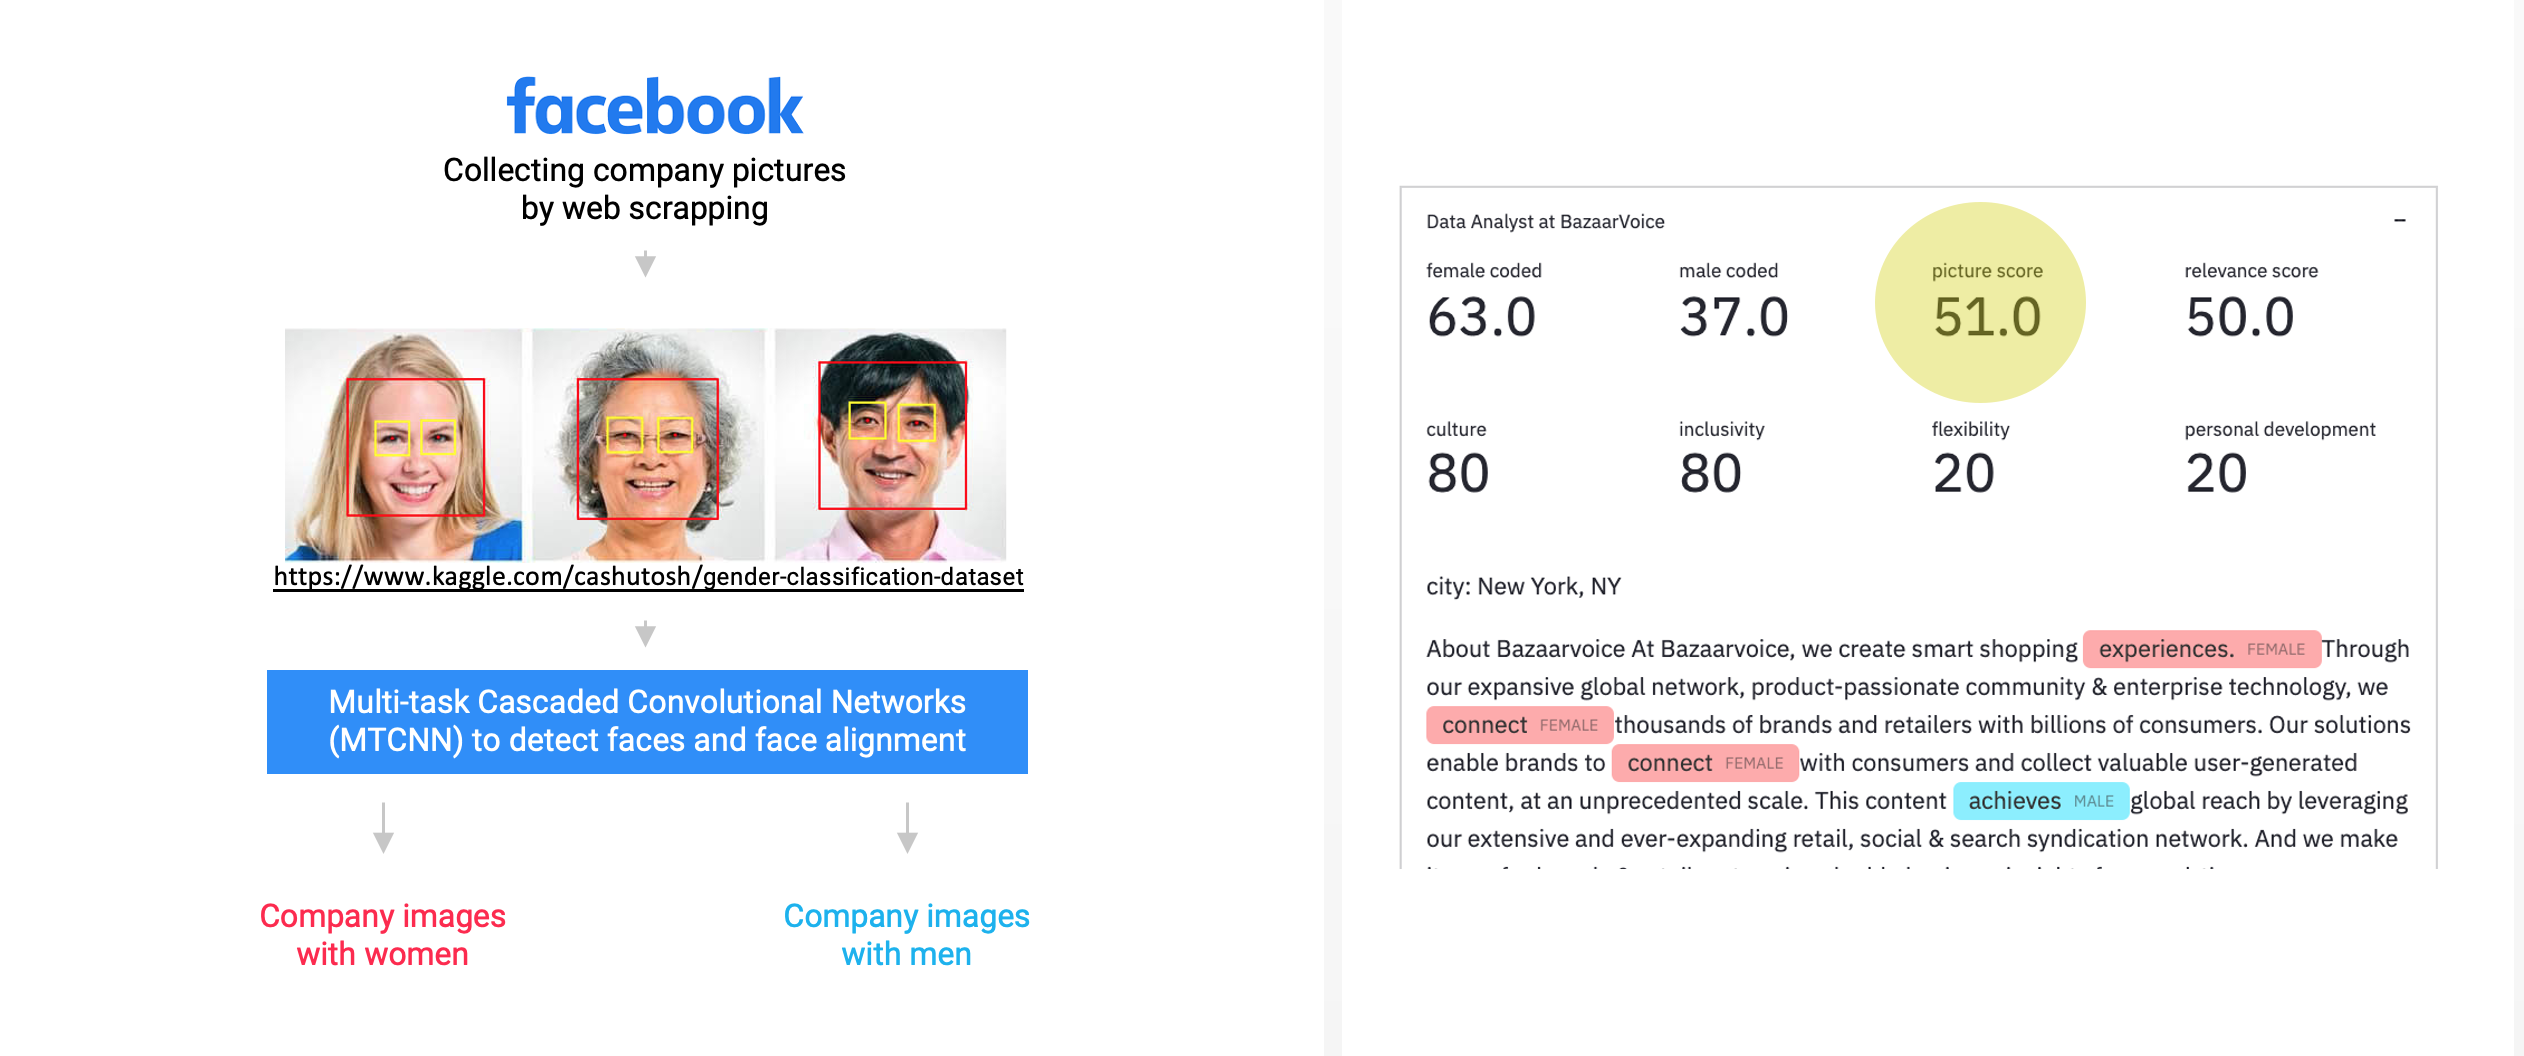 facebook
Collecting company pictures
by web scrapping
https://www.kaggle.com/cashutosh/gender-classification-dataset
Multi-task Cascaded Convolutional Networks
(MTCNN) to detect faces and face alignment
Company images
with women
Company images
with men
Data Analyst at BazaarVoice
female coded
63.0
male coded
37.0
picture score
51.0
relevance score
50.0
culture
80
inclusivity
80
flexibility
20
personal development
20
city: New York, NY
About Bazaarvoice At Bazaarvoice, we create smart shopping experiences. FEMALE Through
our expansive global network, product-passionate community & enterprise technology, we
connect FEMALE thousands of brands and retailers with billions of consumers. Our solutions
enable brands to connect FEMALE with consumers and collect valuable user-generated
content, at an unprecedented scale. This content achieves MALE global reach by leveraging
our extensive and ever-expanding retail, social & search syndication network. And we make